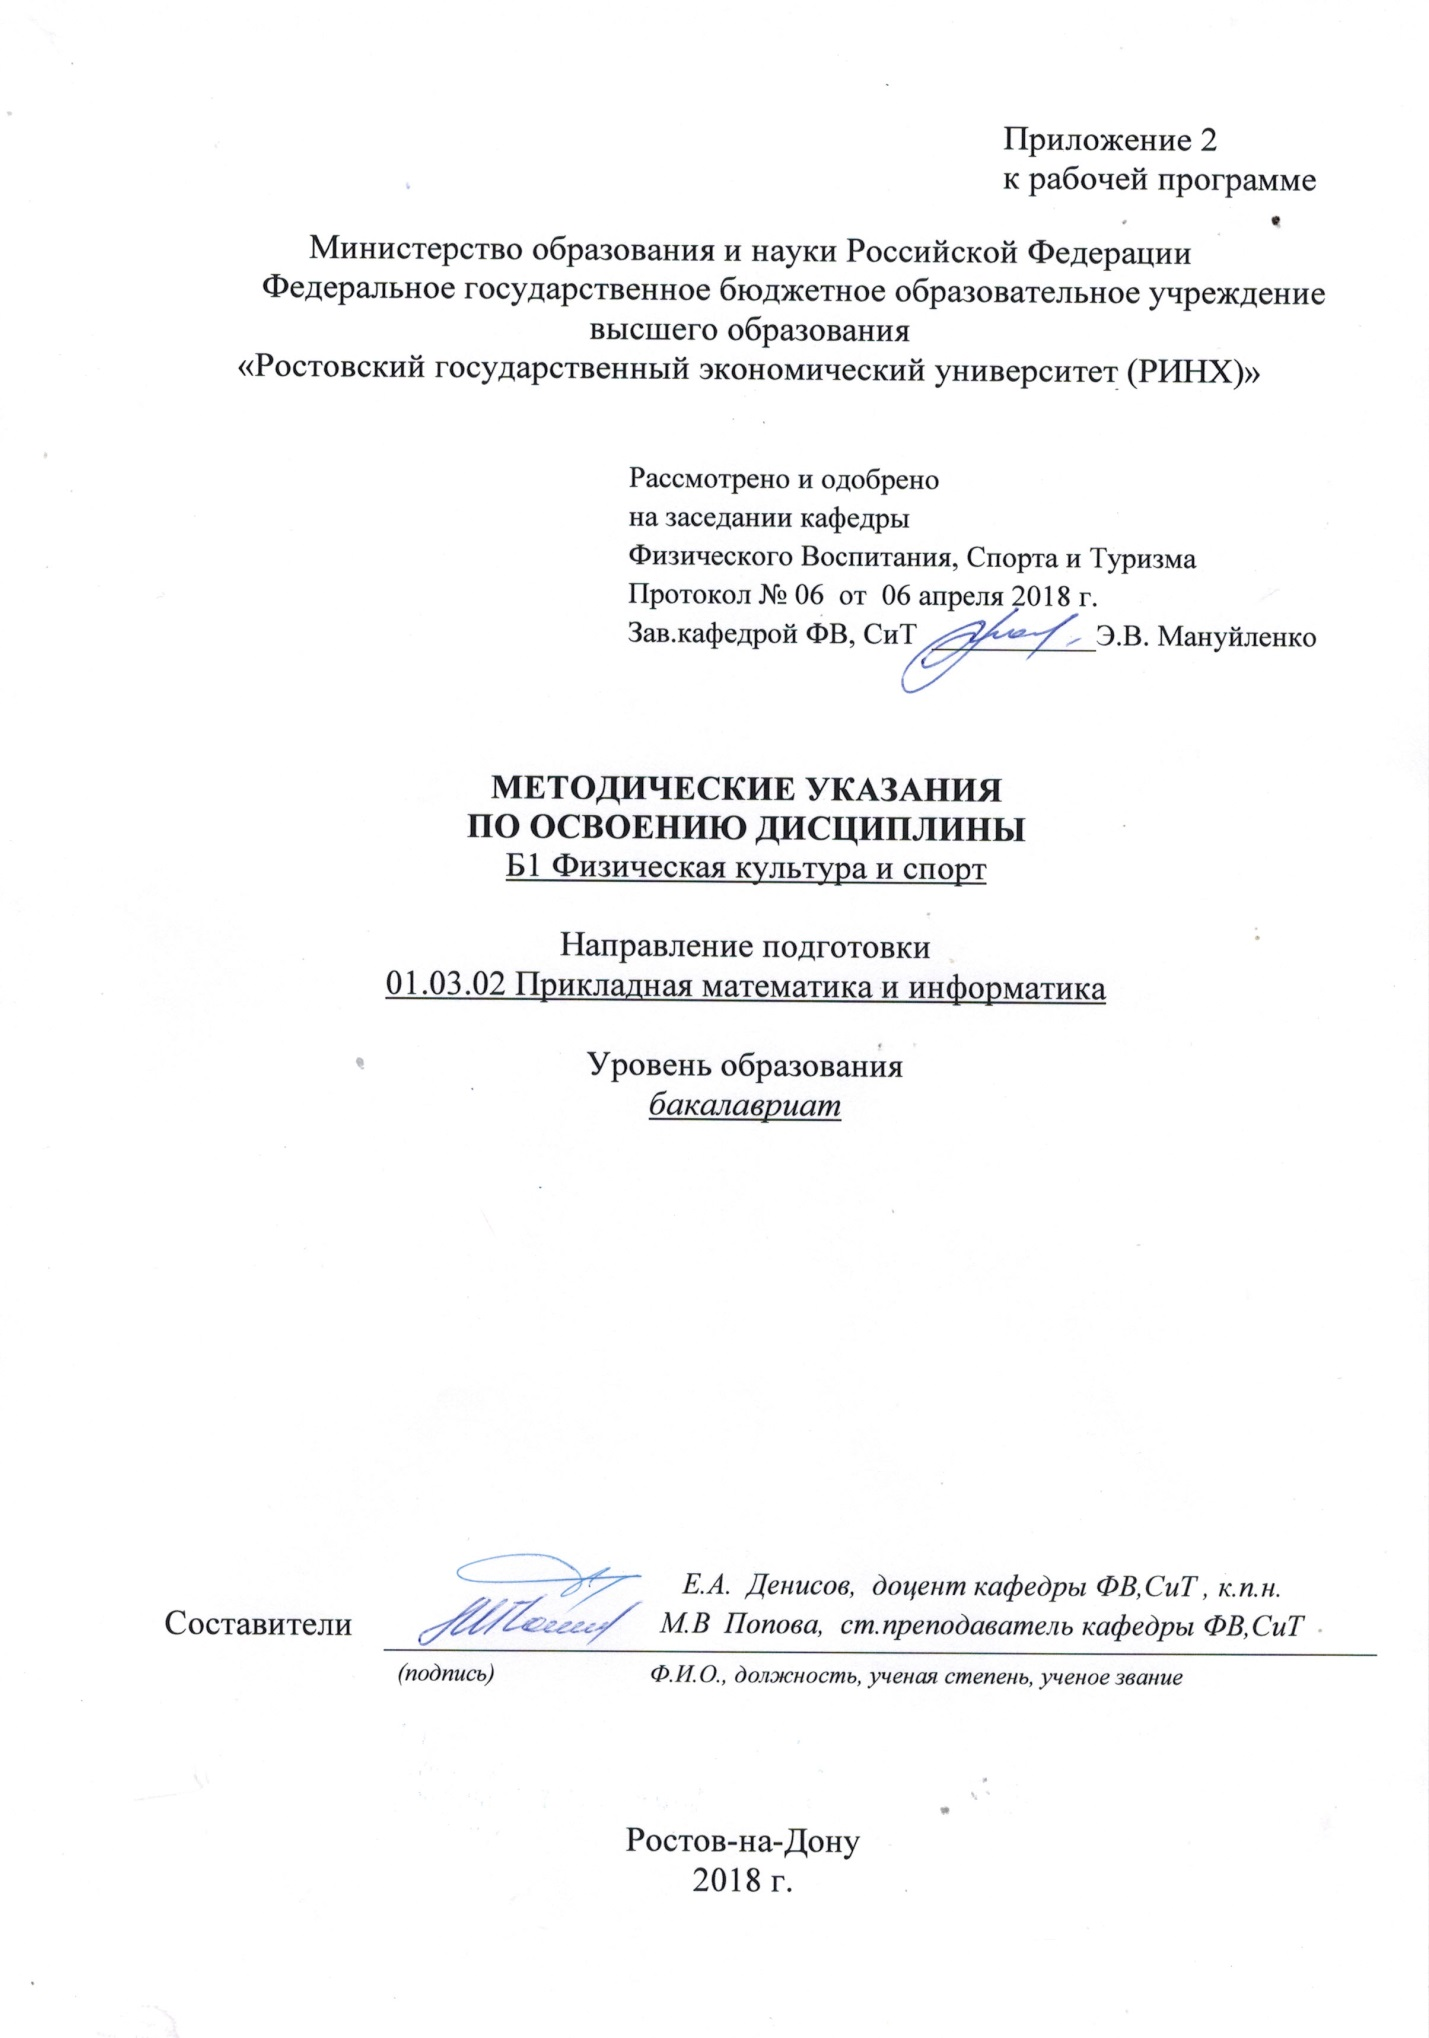 Приложение 2
к рабочей программе
Министерство образования и науки Российской Федерации
Федеральное государственное бюджетное образовательное учреждение
высшего образования
«Ростовский государственный экономический университет (РИНХ)»
Рассмотрено и одобрено
на заседании кафедры
Физического Воспитания, Спорта и Туризма
Протокол № 06 от 06 апреля 2018 г.
Зав.кафедрой ФВ, СиТ ____________Э.В. Мануйленко
МЕТОДИЧЕСКИЕ УКАЗАНИЯ
ПО ОСВОЕНИЮ ДИСЦИПЛИНЫ
Б1 Физическая культура и спорт
Направление подготовки
01.03.02 Прикладная математика и информатика
Уровень образования
бакалавриат
Е.А. Денисов, доцент кафедры ФВ,СиТ , к.п.н.
Составители М.В Попова, ст.преподаватель кафедры ФВ,СиТ
(подпись) Ф.И.О., должность, ученая степень, ученое звание
Ростов-на-Дону
2018 г.